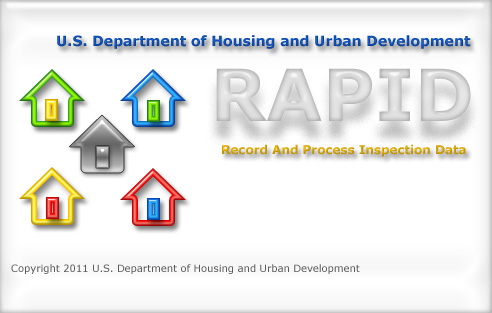 U.S. Department of Housing and Urban Development
RAPID
Record And Process Inspection Data
Copyright 2011 U.S. Department of Housing and Urban Development